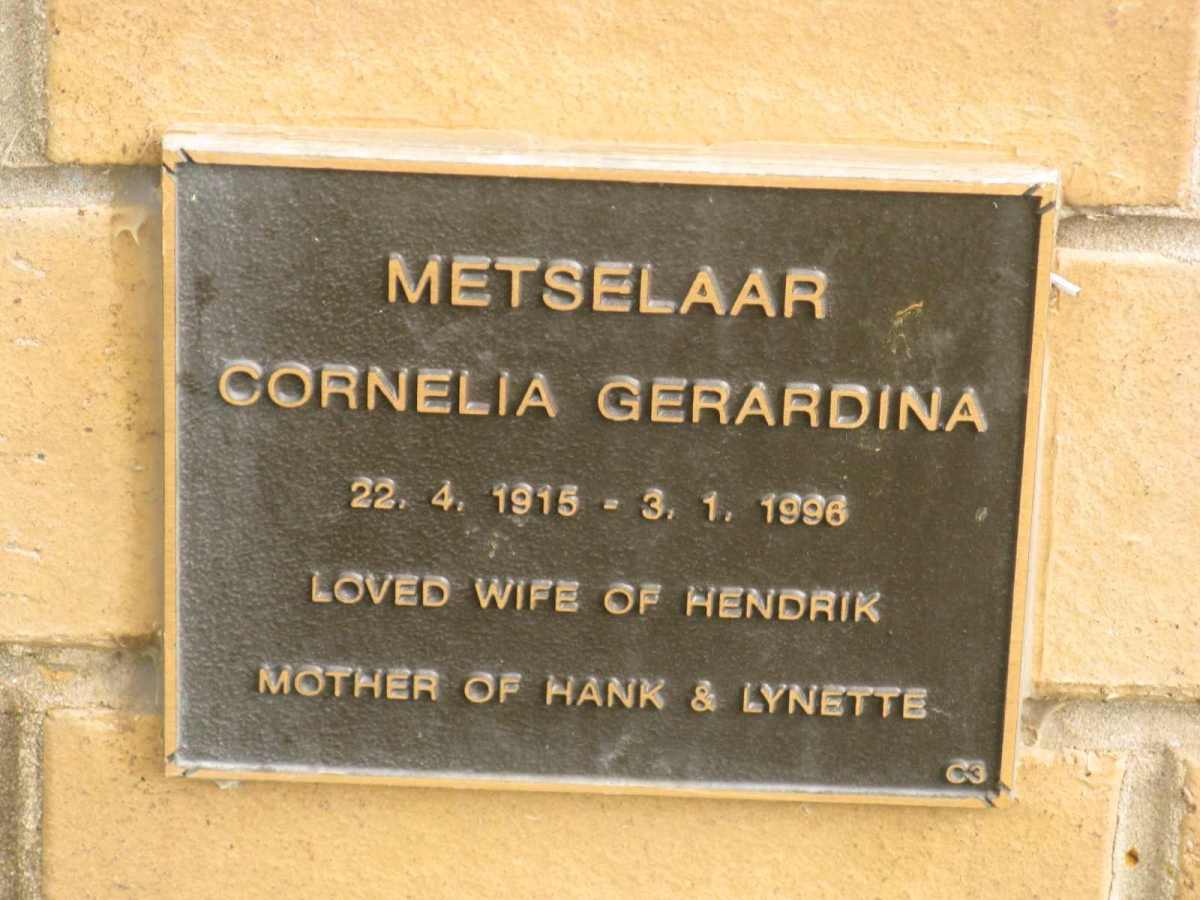 METSELAAR
CORNELIA GERARDINA
22. 4. 1915 - 3. 1. 1996
LOVED WIFE OF HENDRIK
MOTHER OF HANK & LYNETTE
C3